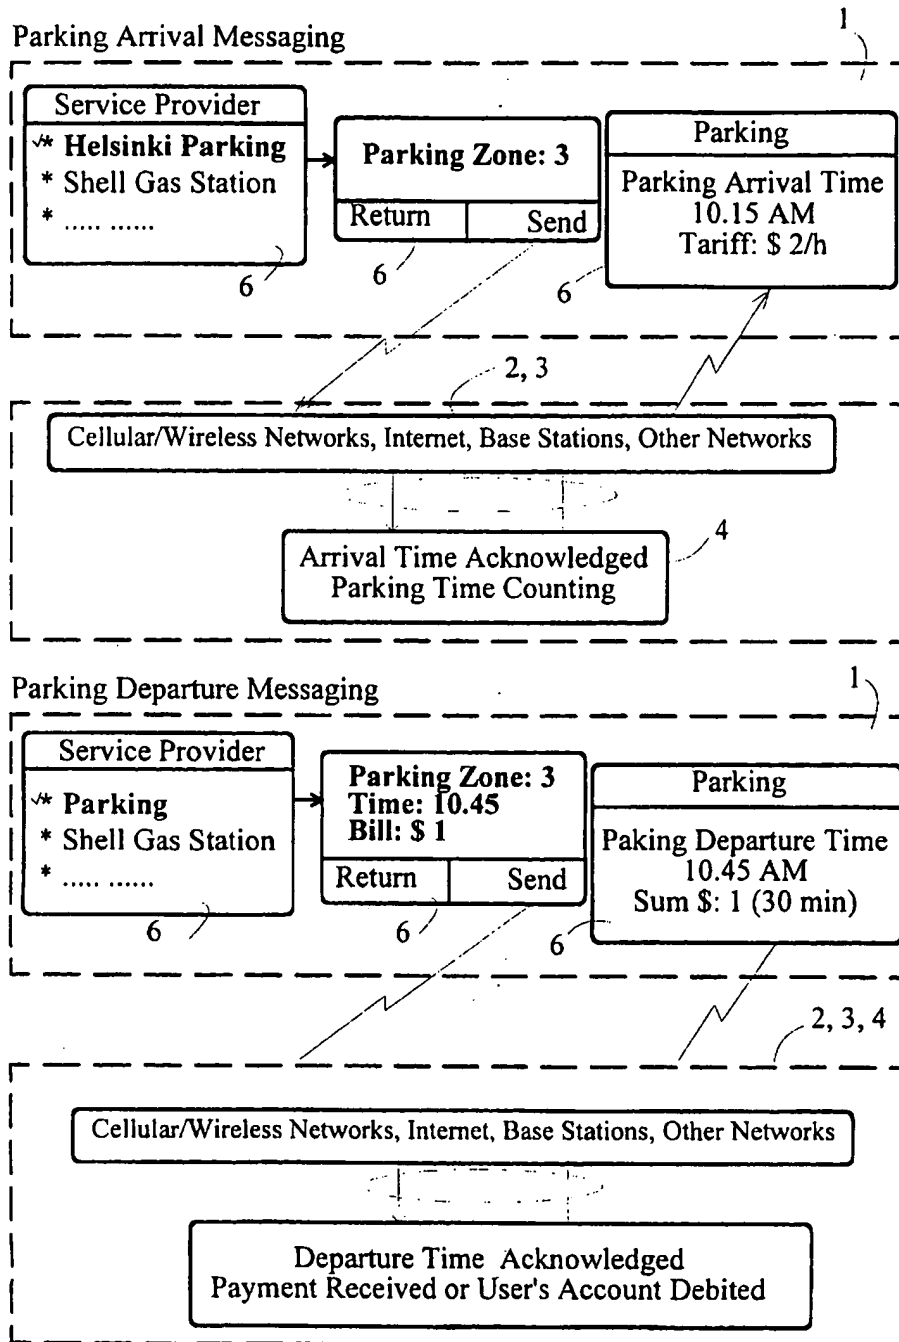 Parking Arrival Messaging
1
Service Provider
* Helsinki Parking
* Shell Gas Station
* ..... ......
6
Parking Zone: 3
Return
Send
6
Parking
Parking Arrival Time
10.15 AM
Tariff: $ 2/h
6
2, 3
Cellular/Wireless Networks, Internet, Base Stations, Other Networks
4
Arrival Time Acknowledged
Parking Time Counting
Parking Departure Messaging
1
Service Provider
* Parking
* Shell Gas Station
* ..... ......
6
Parking Zone: 3
Time: 10.45
Bill: $ 1
Return
Send
6
Parking
Paking Departure Time
10.45 AM
Sum $: 1 (30 min)
6
2, 3, 4
Cellular/Wireless Networks, Internet, Base Stations, Other Networks
Departure Time Acknowledged
Payment Received or User's Account Debited